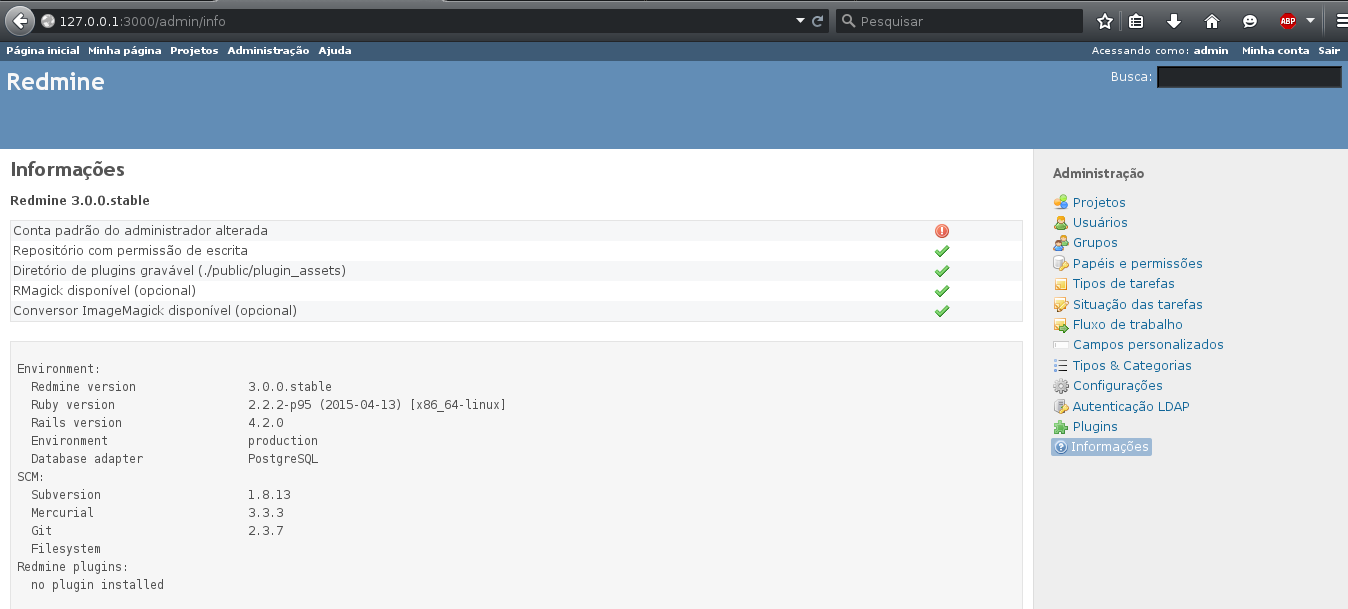 127.0.0.1:3000/admin/info
Pesquisar
ABP
Página inicial Minha página Projetos Administração Ajuda
Acessando como: admin Minha conta Sair
Redmine
Busca:
Informações
Redmine 3.0.0.stable
Conta padrão do administrador alterada
Repositório com permissão de escrita
Diretório de plugins gravável (./public/plugin_assets)
RMagick disponível (opcional)
Conversor ImageMagick disponível (opcional)
Environment:
Redmine version 3.0.0.stable
Ruby version 2.2.2-p95 (2015-04-13) [x86_64-linux]
Rails version 4.2.0
Environment production
Database adapter PostgreSQL
SCM:
Subversion 1.8.13
Mercurial 3.3.3
Git 2.3.7
Filesystem
Redmine plugins:
no plugin installed
Administração
Projetos
Usuários
Grupos
Papéis e permissões
Tipos de tarefas
Situação das tarefas
Fluxo de trabalho
Campos personalizados
Tipos & Categorias
Configurações
Autenticação LDAP
Plugins
Informações